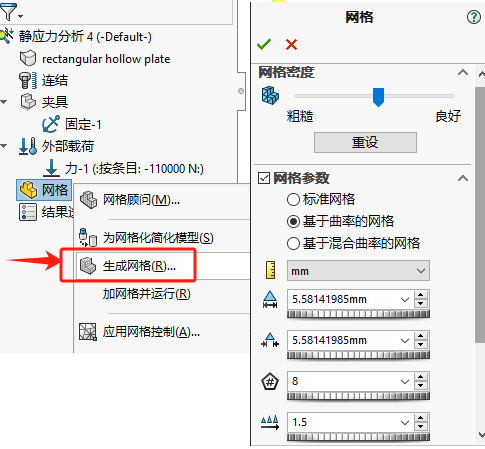 静应力分析 4 (-Default-)
rectangular hollow plate
连结
夹具
固定-1
外部载荷
力-1 (:按条目: -110000 N:)
网格
结果
网格顾问(M)...
为网格化简化模型(S)
生成网格(R)...
加网格并运行(R)
应用网格控制(A)...
网格
?
网格密度
粗糙
良好
重设
网格参数
标准网格
基于曲率的网格
基于混合曲率的网格
mm
5.58141985mm
5.58141985mm
8
1.5